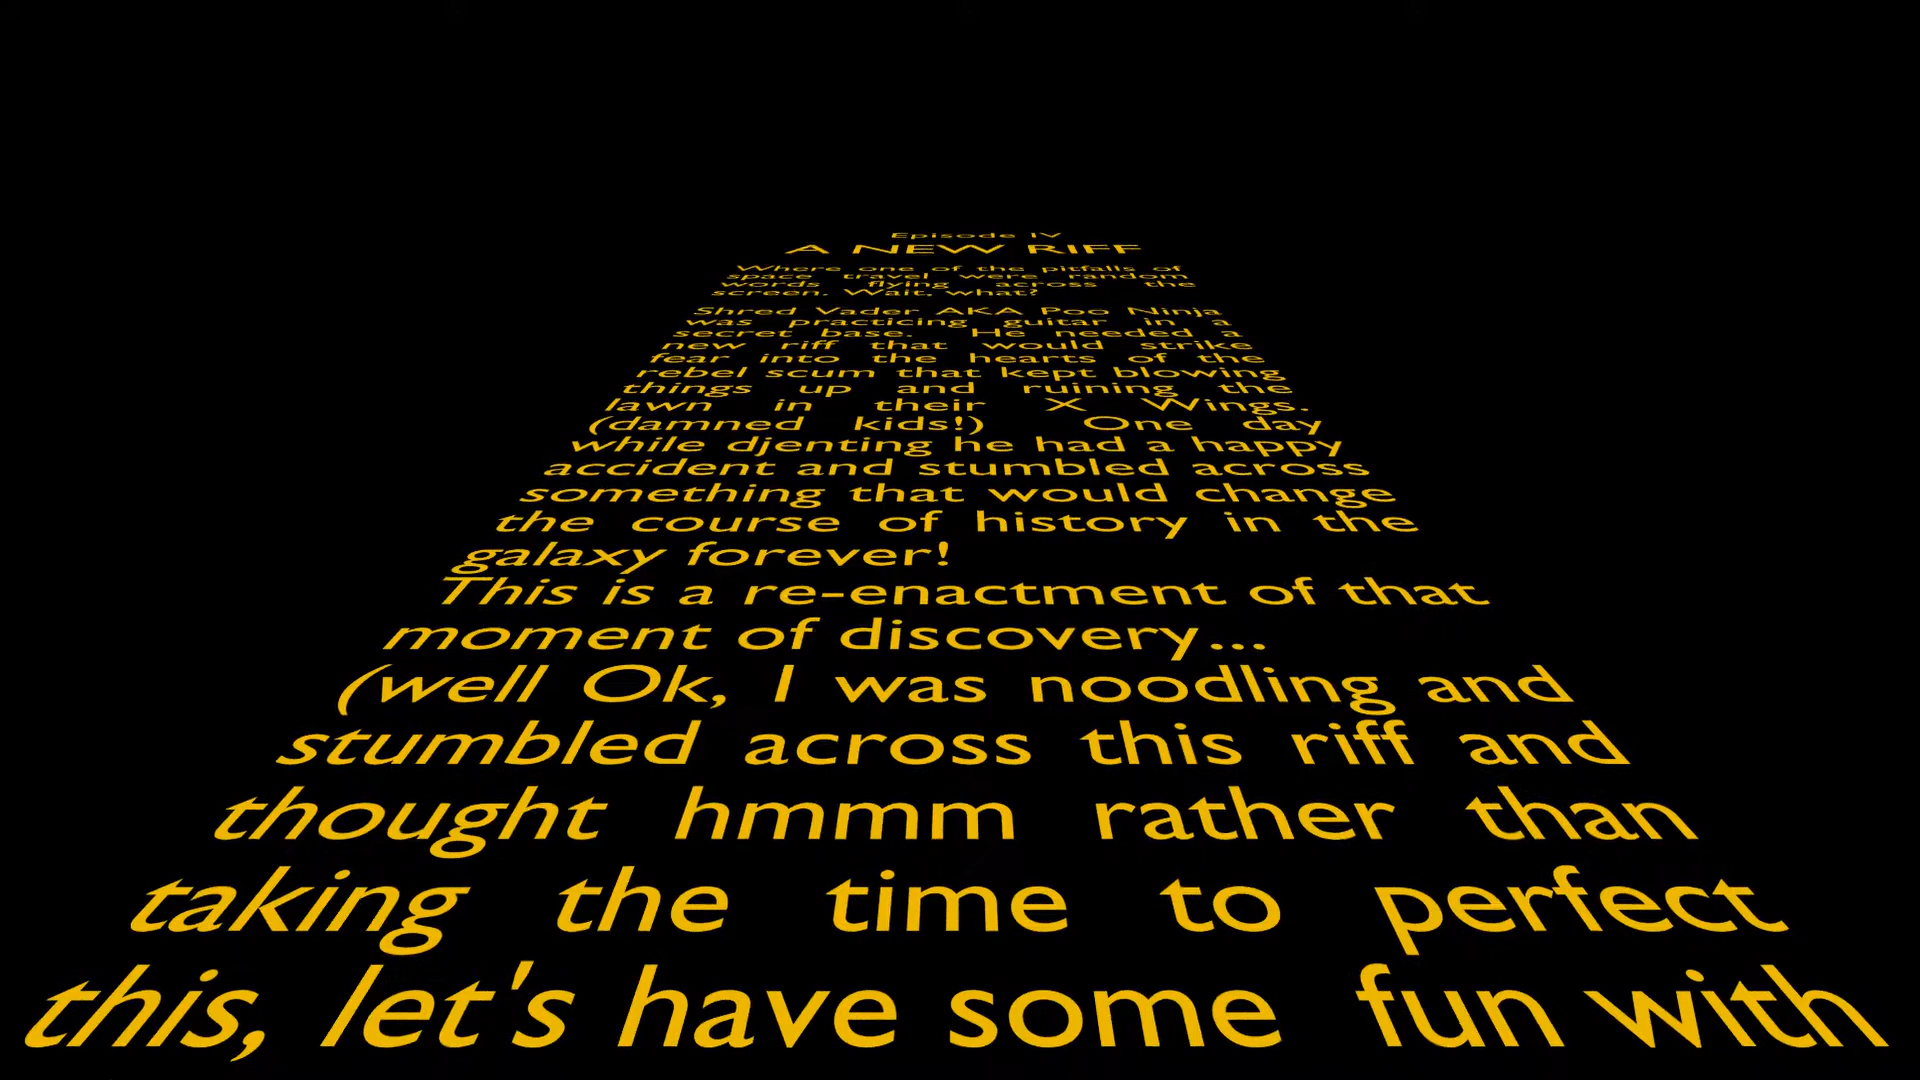 Episode IV
A NEW RIFF
Where one of the pitfalls of
space travel were random
words flying across the
screen. Wait, what?
Shred Vader AKA Poo Ninja
was practicing guitar in a
secret base. He needed a
new riff that would strike
fear into the hearts of the
rebel scum that kept blowing
things up and ruining the
lawn in their X Wings.
(damned kids!) One day
while djenting he had a happy
accident and stumbled across
something that would change
the course of history in the
galaxy forever!
This is a re-enactment of that
moment of discovery...
(well Ok, I was noodling and
stumbled across this riff and
thought hmmm rather than
taking the time to perfect
this, let's have some fun with